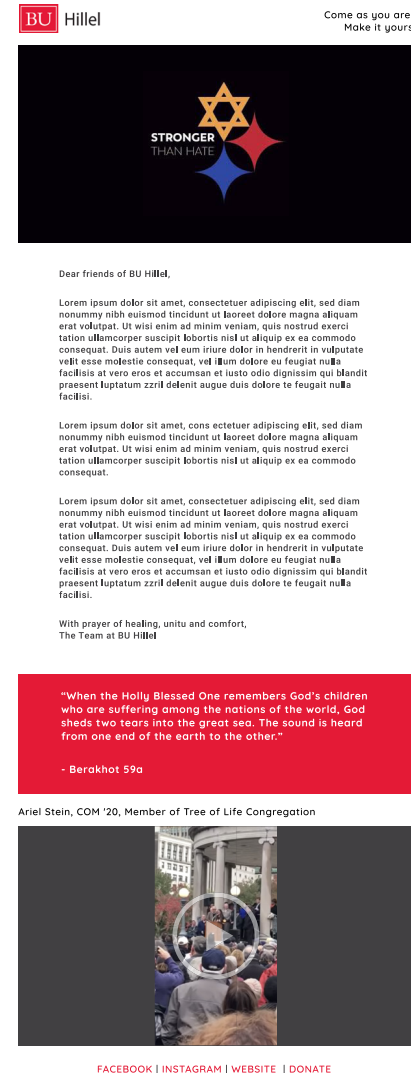 BU Hillel
Come as you are
Make it yours
STRONGER
THAN HATE
Dear friends of BU Hillel,
Lorem ipsum dolor sit amet, consectetuer adipiscing elit, sed diam
nonummy nibh euismod tincidunt ut laoreet dolore magna aliquam
erat volutpat. Ut wisi enim ad minim veniam, quis nostrud exerci
tation ullamcorper suscipit lobortis nisl ut aliquip ex ea commodo
consequat. Duis autem vel eum iriure dolor in hendrerit in vulputate
velit esse molestie consequat, vel illum dolore eu feugiat nulla
facilisis at vero eros et accumsan et iusto odio dignissim qui blandit
praesent luptatum zzril delenit augue duis dolore te feugait nulla
facilisi.
Lorem ipsum dolor sit amet, cons ectetuer adipiscing elit, sed diam
nonummy nibh euismod tincidunt ut laoreet dolore magna aliquam
erat volutpat. Ut wisi enim ad minim veniam, quis nostrud exerci
tation ullamcorper suscipit lobortis nisl ut aliquip ex ea commodo
consequat.
Lorem ipsum dolor sit amet, consectetuer adipiscing elit, sed diam
nonummy nibh euismod tincidunt ut laoreet dolore magna aliquam
erat volutpat. Ut wisi enim ad minim veniam, quis nostrud exerci
tation ullamcorper suscipit lobortis nisl ut aliquip ex ea commodo
consequat. Duis autem vel eum iriure dolor in hendrerit in vulputate
velit esse molestie consequat, vel illum dolore eu feugiat nulla
facilisis at vero eros et accumsan et iusto odio dignissim qui blandit
praesent luptatum zzril delenit augue duis dolore te feugait nulla
facilisi.
With prayer of healing, unitu and comfort,
The Team at BU Hillel
“When the Holly Blessed One remembers God’s children
who are suffering among the nations of the world, God
sheds two tears into the great sea. The sound is heard
from one end of the earth to the other.”
- Berakhot 59a
Ariel Stein, COM '20, Member of Tree of Life Congregation
FACEBOOK | INSTAGRAM | WEBSITE | DONATE